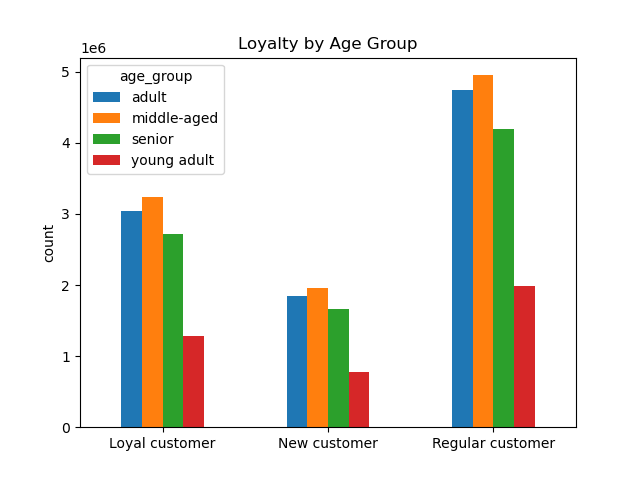 Loyalty by Age Group
1e6
5
4
3
2
1
0
count
age_group
adult
middle-aged
senior
young adult
Loyal customer
New customer
Regular customer